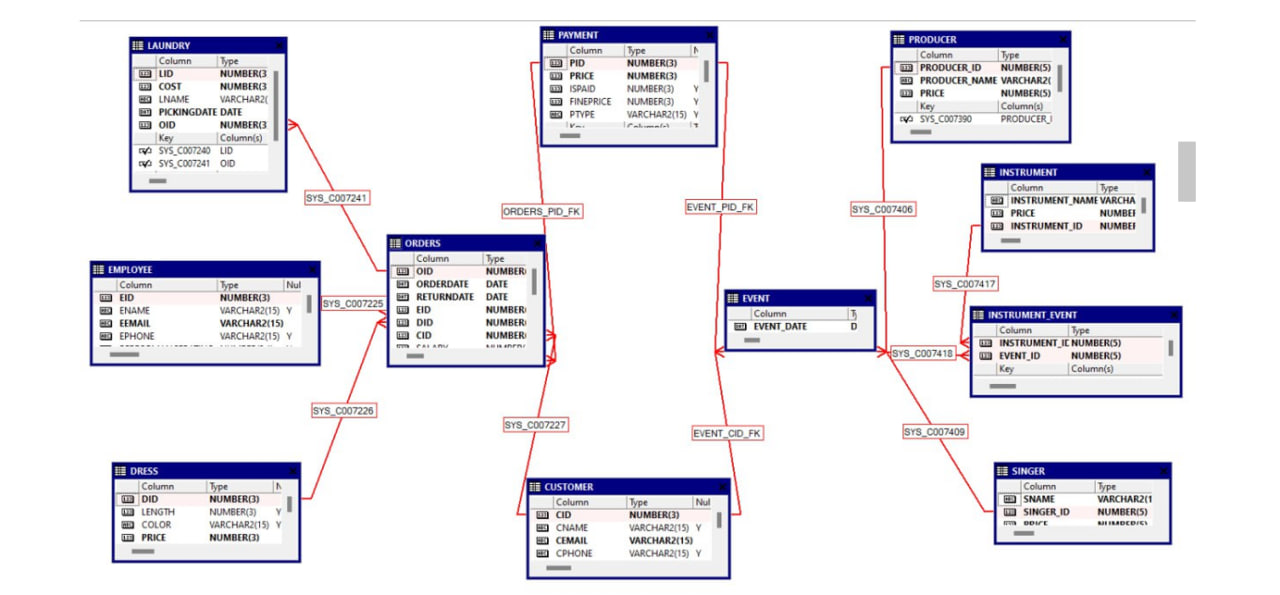 LAUNDRY
Column Type
LID NUMBER(3
COST NUMBER(3
LNAME VARCHAR2(
PICKINGDATE DATE
OID NUMBER(3
Key Column(s)
SYS_C007240 LID
SYS_C007241 OID
PAYMENT
Column Type N
PID NUMBER(3)
PRICE NUMBER(3)
ISPAID NUMBER(3) Y
FINEPRICE NUMBER(3) Y
PTYPE VARCHAR2(15) Y
PRODUCER
Column Type
PRODUCER_ID NUMBER(5)
PRODUCER_NAME VARCHAR2(
PRICE NUMBER(5)
Key Column(s)
SYS_C007390 PRODUCER_I
INSTRUMENT
Column Type
INSTRUMENT_NAME VARCHA
PRICE NUMBER
INSTRUMENT_ID NUMBER
SYS_C007241
ORDERS_PID_FK
EVENT_PID_FK
SYS_C007406
ORDERS
Column Type
OID NUMBER(
ORDERDATE DATE
RETURNDATE DATE
EID NUMBER(
DID NUMBER(
CID NUMBER(
EMPLOYEE
Column Type Nul
EID NUMBER(3)
ENAME VARCHAR2(15) Y
EEMAIL VARCHAR2(15)
EPHONE VARCHAR2(15) Y
SYS_C007225
SYS_C007417
EVENT
Column Ty
EVENT_DATE D
INSTRUMENT_EVENT
Column Type
INSTRUMENT_ID NUMBER(5)
EVENT_ID NUMBER(5)
Key Column(s)
SYS_C007418
SYS_C007226
SYS_C007227
EVENT_CID_FK
SYS_C007409
DRESS
Column Type N
DID NUMBER(3)
LENGTH NUMBER(3) Y
COLOR VARCHAR2(15) Y
PRICE NUMBER(3)
CUSTOMER
Column Type Nul
CID NUMBER(3)
CNAME VARCHAR2(15) Y
CEMAIL VARCHAR2(15)
CPHONE VARCHAR2(15) Y
SINGER
Column Type
SNAME VARCHAR2(1
SINGER_ID NUMBER(5)
PRICE NUMBER(5)